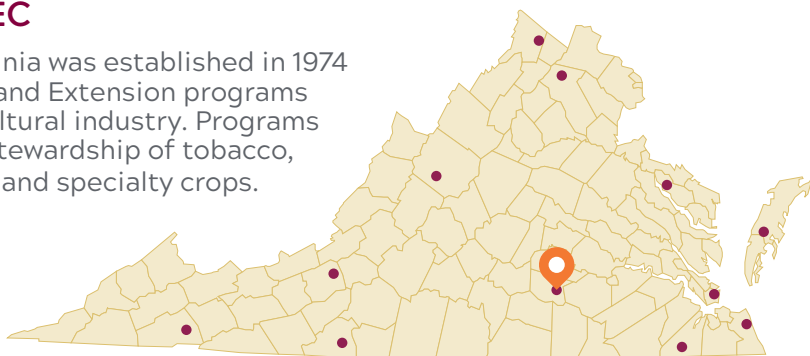 EC
nia was established in 1974
and Extension programs
ltural industry. Programs
tewardship of tobacco,
and specialty crops.